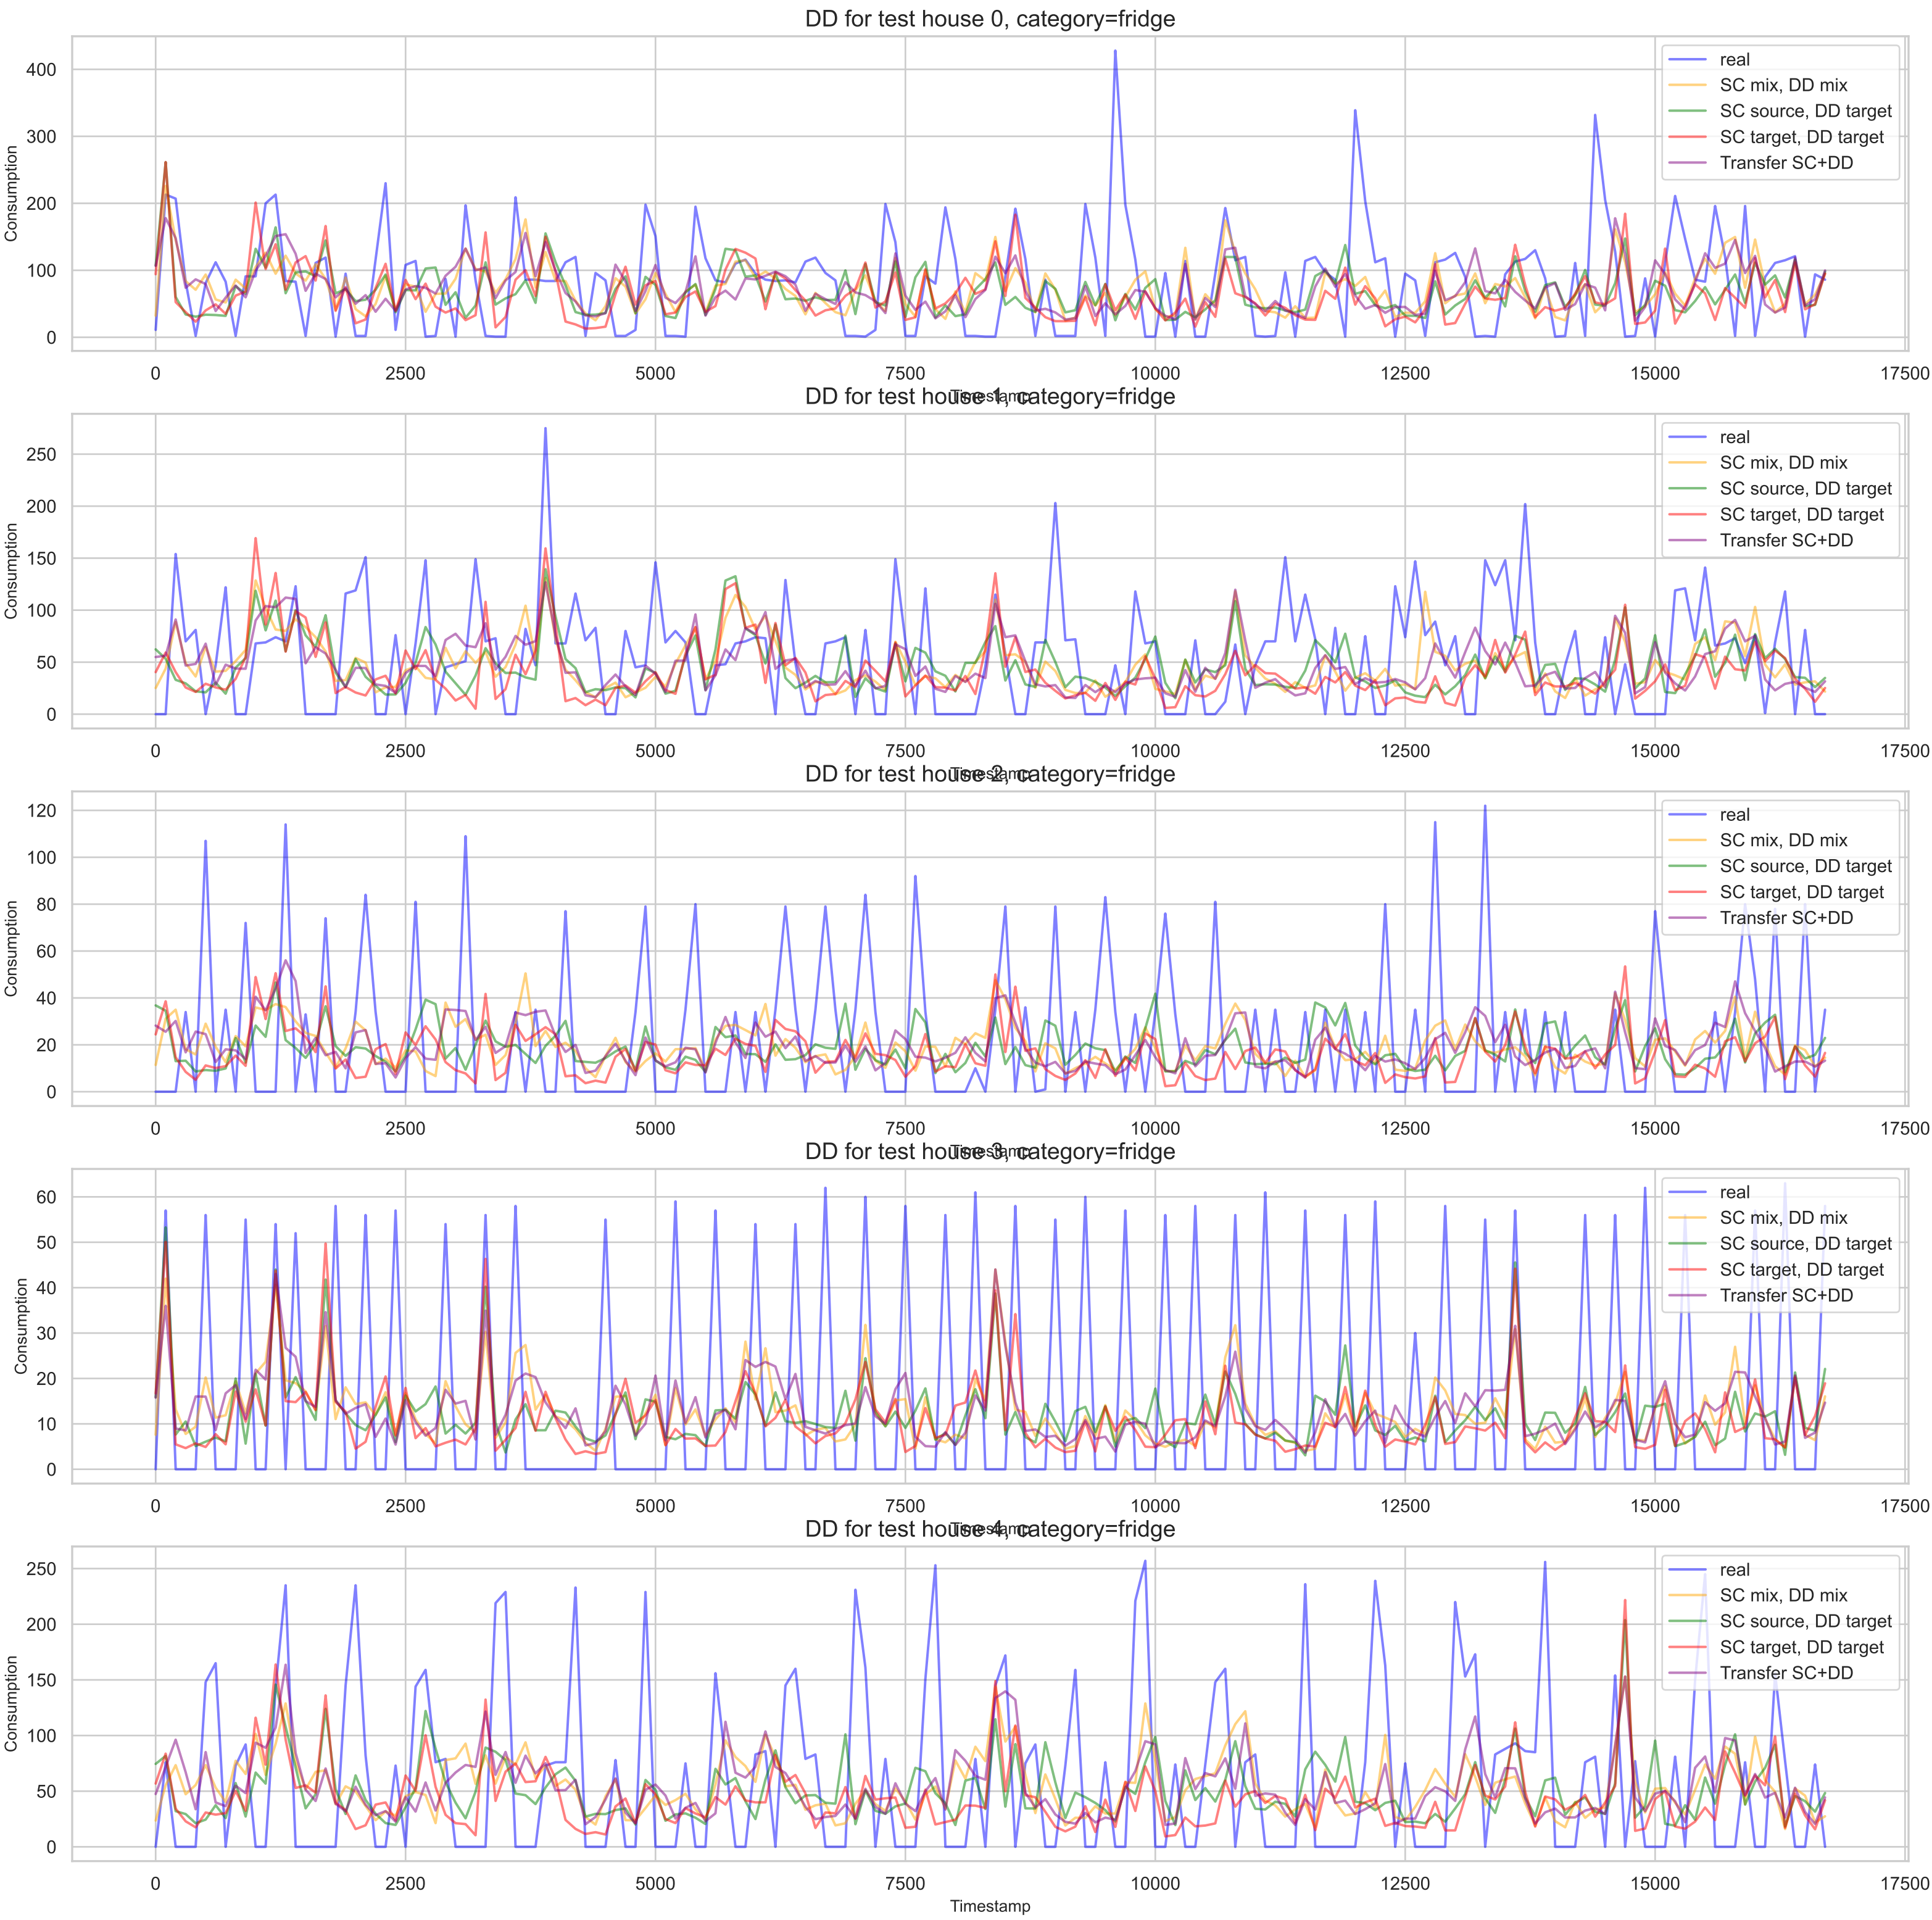 DD for test house 0, category=fridge
Consumption
400
300
200
100
0
real
SC mix, DD mix
SC source, DD target
SC target, DD target
Transfer SC+DD
0 2500 5000 7500 10000 12500 15000 17500
Timestamp
DD for test house 1, category=fridge
Consumption
250
200
150
100
50
0
real
SC mix, DD mix
SC source, DD target
SC target, DD target
Transfer SC+DD
0 2500 5000 7500 10000 12500 15000 17500
Timestamp
DD for test house 2, category=fridge
Consumption
120
100
80
60
40
20
0
real
SC mix, DD mix
SC source, DD target
SC target, DD target
Transfer SC+DD
0 2500 5000 7500 10000 12500 15000 17500
Timestamp
DD for test house 3, category=fridge
Consumption
60
50
40
30
20
10
0
real
SC mix, DD mix
SC source, DD target
SC target, DD target
Transfer SC+DD
0 2500 5000 7500 10000 12500 15000 17500
Timestamp
DD for test house 4, category=fridge
Consumption
250
200
150
100
50
0
real
SC mix, DD mix
SC source, DD target
SC target, DD target
Transfer SC+DD
0 2500 5000 7500 10000 12500 15000 17500
Timestamp